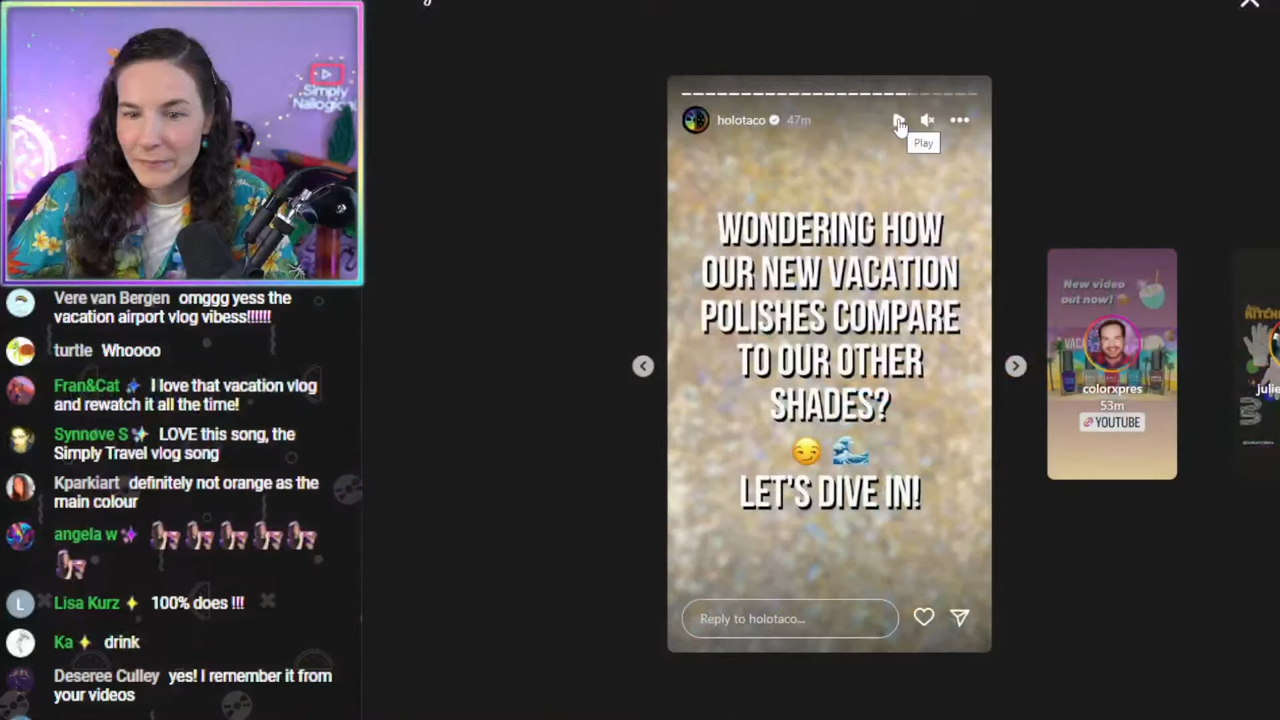 Simply
Nailogical
Vere van Bergen omggg yess the
vacation airport vlog vibess!!!!!!
turtle Whoooo
Fran&Cat I love that vacation vlog
and rewatch it all the time!
Synnøve S LOVE this song, the
Simply Travel vlog song
Kparkiart definitely not orange as the
main colour
angela w
L Lisa Kurz 100% does !!!
Ka drink
Deseree Culley yes! I remember it from
your videos
holotaco 47m
Play
WONDERING HOW
OUR NEW VACATION
POLISHES COMPARE
TO OUR OTHER
SHADES?
😏 🌊
LET'S DIVE IN!
Reply to holotaco...
New video
out now!
colorxpres
53m
YOUTUBE
julie